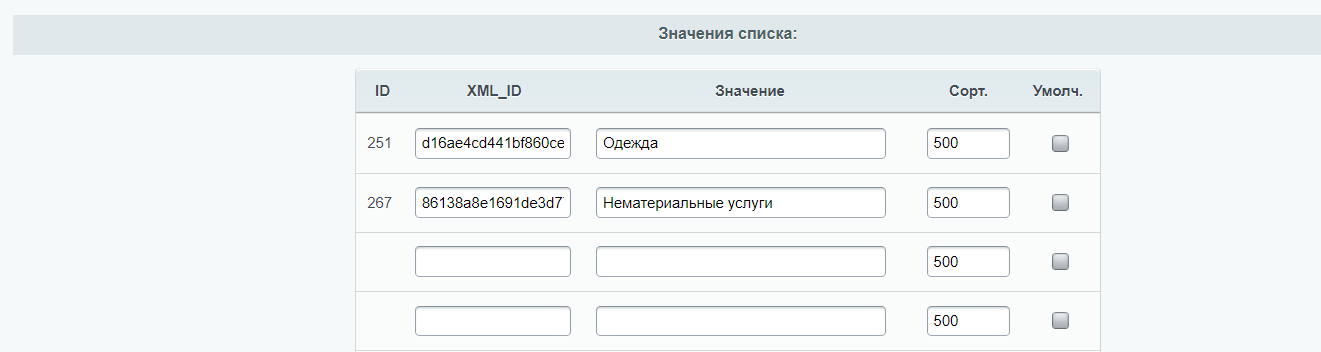 Значения списка:
ID XML_ID Значение Сорт. Умолч.
251 d16ae4cd441bf860ce Одежда 500
267 86138a8e1691de3d7 Нематериальные услуги 500
500
500